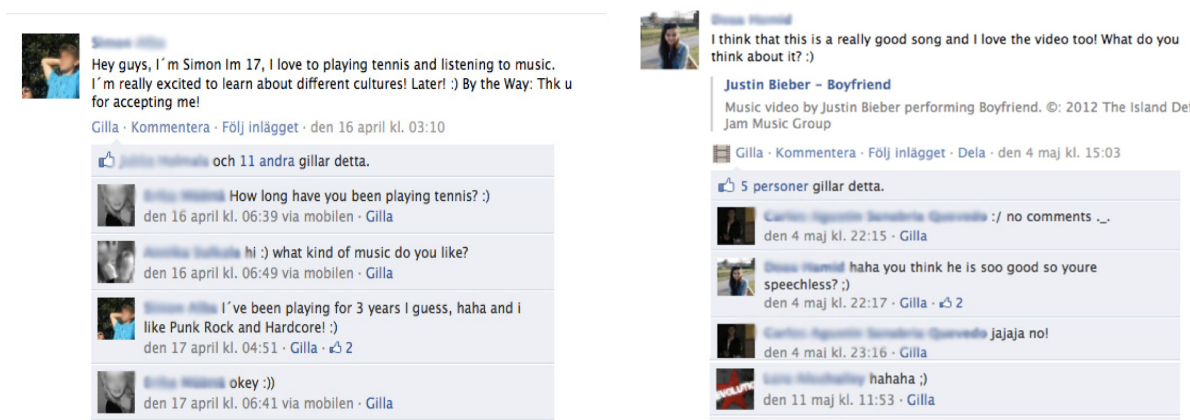 Hey guys, I´m Simon Im 17, I love to playing tennis and listening to music.
I´m really excited to learn about different cultures! Later! :) By the Way: Thk u
for accepting me!
Gilla · Kommentera · Följ inlägget · den 16 april kl. 03:10
och 11 andra gillar detta.
How long have you been playing tennis? :)
den 16 april kl. 06:39 via mobilen · Gilla
hi :) what kind of music do you like?
den 16 april kl. 06:49 via mobilen · Gilla
I´ve been playing for 3 years I guess, haha and i
like Punk Rock and Hardcore! :)
den 17 april kl. 04:51 · Gilla · 2
okey :))
den 17 april kl. 06:41 via mobilen · Gilla
I think that this is a really good song and I love the video too! What do you
think about it? :)
Justin Bieber – Boyfriend
Music video by Justin Bieber performing Boyfriend. ©: 2012 The Island De
Jam Music Group
Gilla · Kommentera · Följ inlägget · Dela · den 4 maj kl. 15:03
5 personer gillar detta.
:/ no comments ._.
den 4 maj kl. 22:15 · Gilla
haha you think he is soo good so youre
speechless? ;)
den 4 maj kl. 22:17 · Gilla · 2
jajaja no!
den 4 maj kl. 23:16 · Gilla
hahaha ;)
den 11 maj kl. 11:53 · Gilla